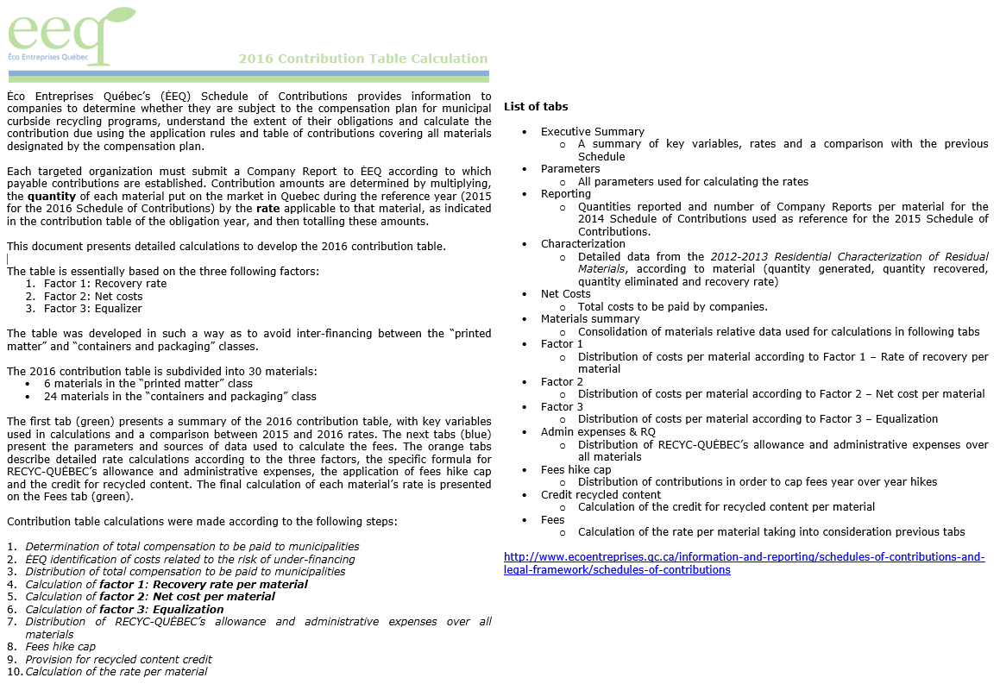 eeq
Éco Entreprises Québec
2016 Contribution Table Calculation
Éco Entreprises Québec’s (ÉEQ) Schedule of Contributions provides information to
companies to determine whether they are subject to the compensation plan for municipal
curbside recycling programs, understand the extent of their obligations and calculate the
contribution due using the application rules and table of contributions covering all materials
designated by the compensation plan.
Each targeted organization must submit a Company Report to ÉEQ according to which
payable contributions are established. Contribution amounts are determined by multiplying,
the quantity of each material put on the market in Quebec during the reference year (2015
for the 2016 Schedule of Contributions) by the rate applicable to that material, as indicated
in the contribution table of the obligation year, and then totalling these amounts.
This document presents detailed calculations to develop the 2016 contribution table.
The table is essentially based on the three following factors:
1. Factor 1: Recovery rate
2. Factor 2: Net costs
3. Factor 3: Equalizer
The table was developed in such a way as to avoid inter-financing between the “printed
matter” and “containers and packaging” classes.
The 2016 contribution table is subdivided into 30 materials:
• 6 materials in the “printed matter” class
• 24 materials in the “containers and packaging” class
The first tab (green) presents a summary of the 2016 contribution table, with key variables
used in calculations and a comparison between 2015 and 2016 rates. The next tabs (blue)
present the parameters and sources of data used to calculate the fees. The orange tabs
describe detailed rate calculations according to the three factors, the specific formula for
RECYC-QUÉBEC’s allowance and administrative expenses, the application of fees hike cap
and the credit for recycled content. The final calculation of each material’s rate is presented
on the Fees tab (green).
Contribution table calculations were made according to the following steps:
1. Determination of total compensation to be paid to municipalities
2. ÉEQ identification of costs related to the risk of under-financing
3. Distribution of total compensation to be paid to municipalities
4. Calculation of factor 1: Recovery rate per material
5. Calculation of factor 2: Net cost per material
6. Calculation of factor 3: Equalization
7. Distribution of RECYC-QUÉBEC’s allowance and administrative expenses over all
materials
8. Fees hike cap
9. Provision for recycled content credit
10. Calculation of the rate per material
List of tabs
• Executive Summary
o A summary of key variables, rates and a comparison with the previous
Schedule
• Parameters
o All parameters used for calculating the rates
• Reporting
o Quantities reported and number of Company Reports per material for the
2014 Schedule of Contributions used as reference for the 2015 Schedule of
Contributions.
• Characterization
o Detailed data from the 2012-2013 Residential Characterization of Residual
Materials, according to material (quantity generated, quantity recovered,
quantity eliminated and recovery rate)
• Net Costs
o Total costs to be paid by companies.
• Materials summary
o Consolidation of materials relative data used for calculations in following tabs
• Factor 1
o Distribution of costs per material according to Factor 1 – Rate of recovery per
material
• Factor 2
o Distribution of costs per material according to Factor 2 – Net cost per material
• Factor 3
o Distribution of costs per material according to Factor 3 – Equalization
• Admin expenses & RQ
o Distribution of RECYC-QUÉBEC’s allowance and administrative expenses over
all materials
• Fees hike cap
o Distribution of contributions in order to cap fees year over year hikes
• Credit recycled content
o Calculation of the credit for recycled content per material
• Fees
o Calculation of the rate per material taking into consideration previous tabs
http://www.ecoentreprises.qc.ca/information-and-reporting/schedules-of-contributions-and-
legal-framework/schedules-of-contributions